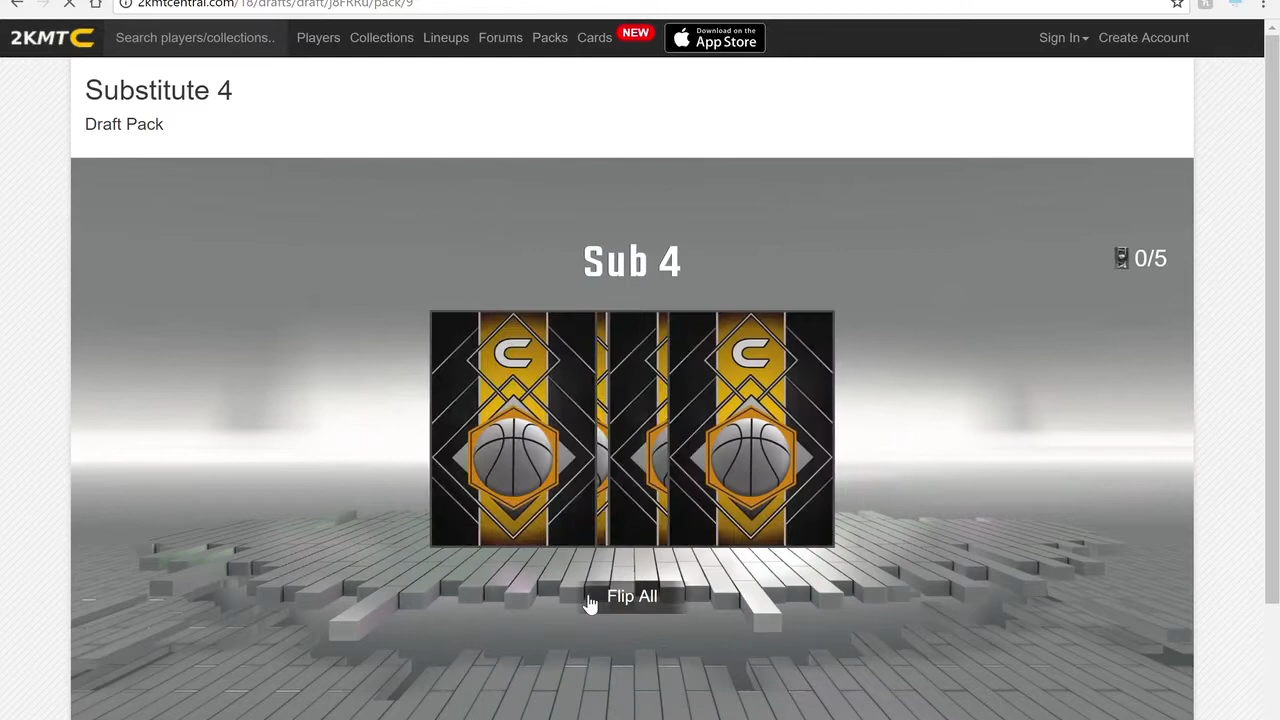 2kmtcentral.com/18/drafts/draft/J8FRRu/pack/9
2KMTC Search players/collections.. Players Collections Lineups Forums Packs Cards NEW Download on the App Store Sign In Create Account
Substitute 4
Draft Pack
Sub 4
0/5
C C
Flip All